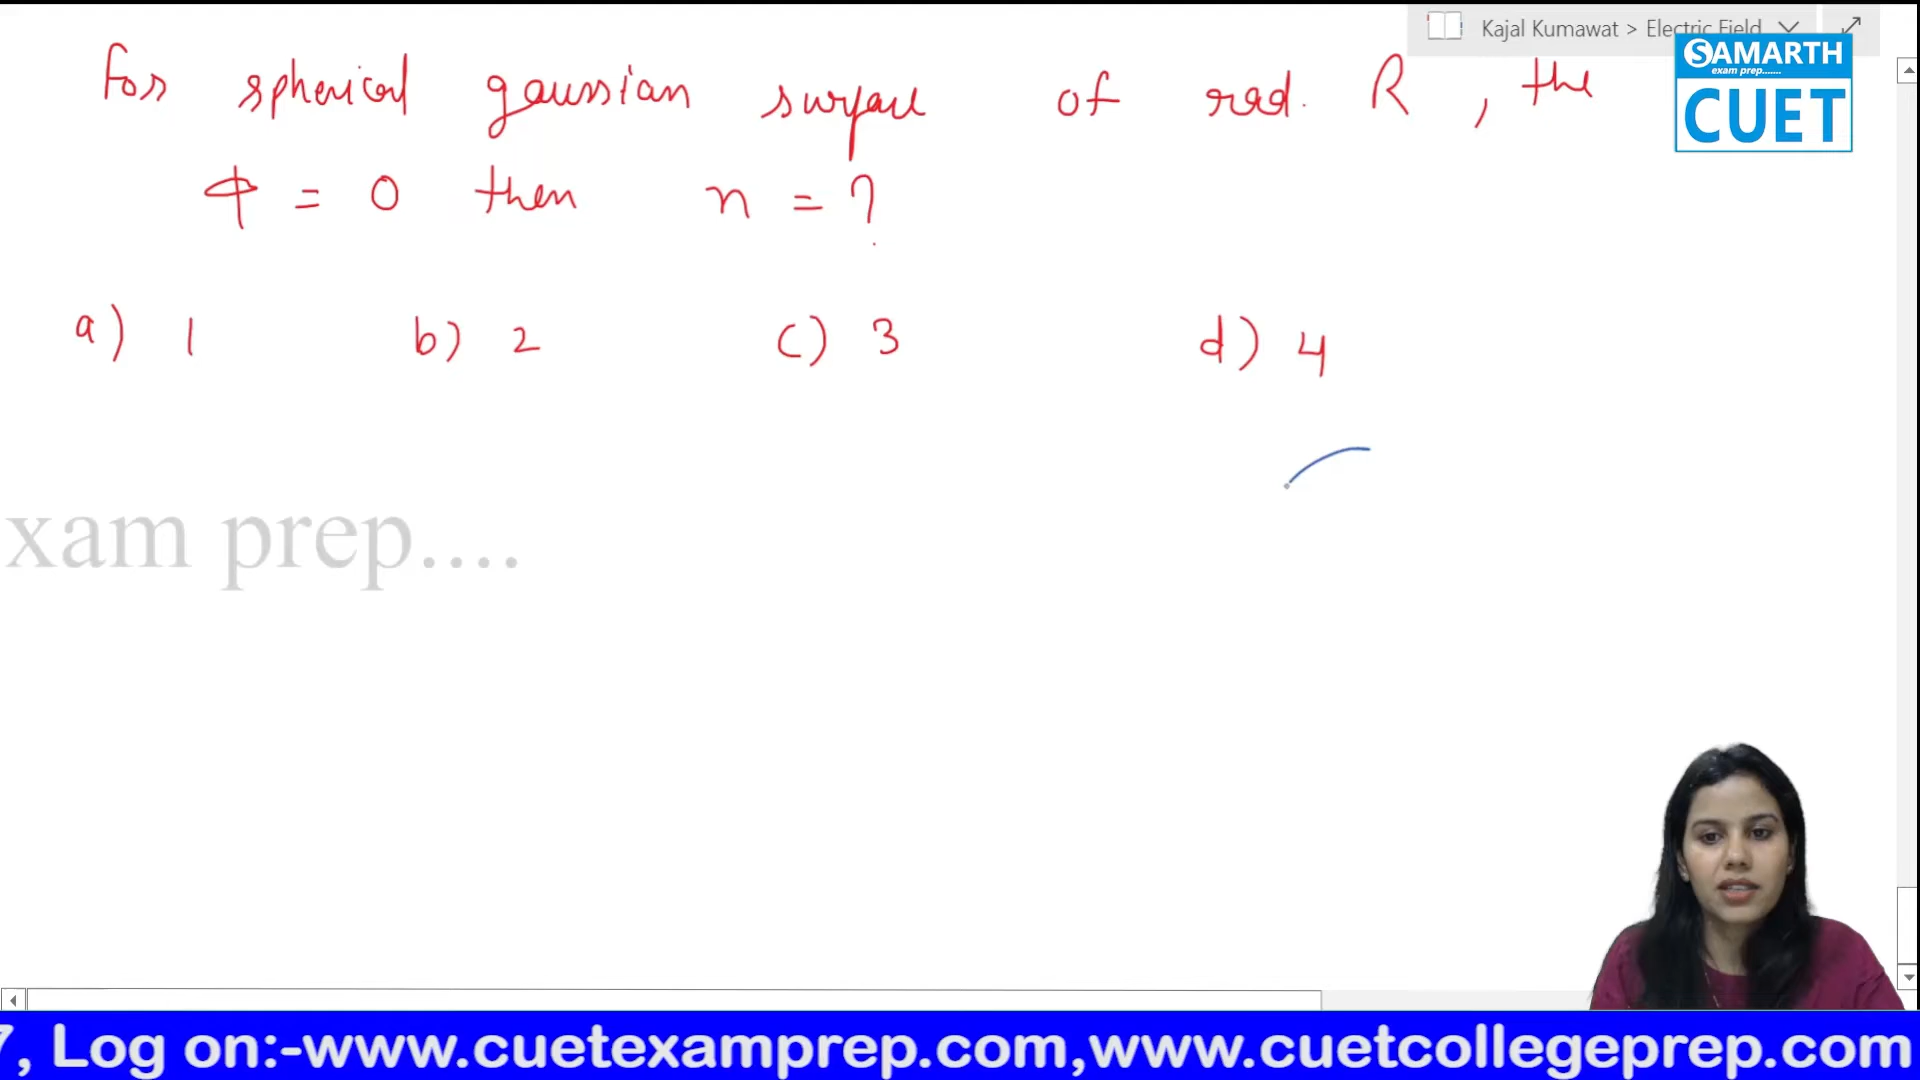 Kajal Kumawat > Electric Field
SAMARTH
exam prep.......
CUET
For spherical gaussian surface of rad. R, the
Φ = 0 then n = ?
a) 1 b) 2 c) 3 d) 4
xam prep....
7, Log on:-www.cuetexamprep.com,www.cuetcollegeprep.com